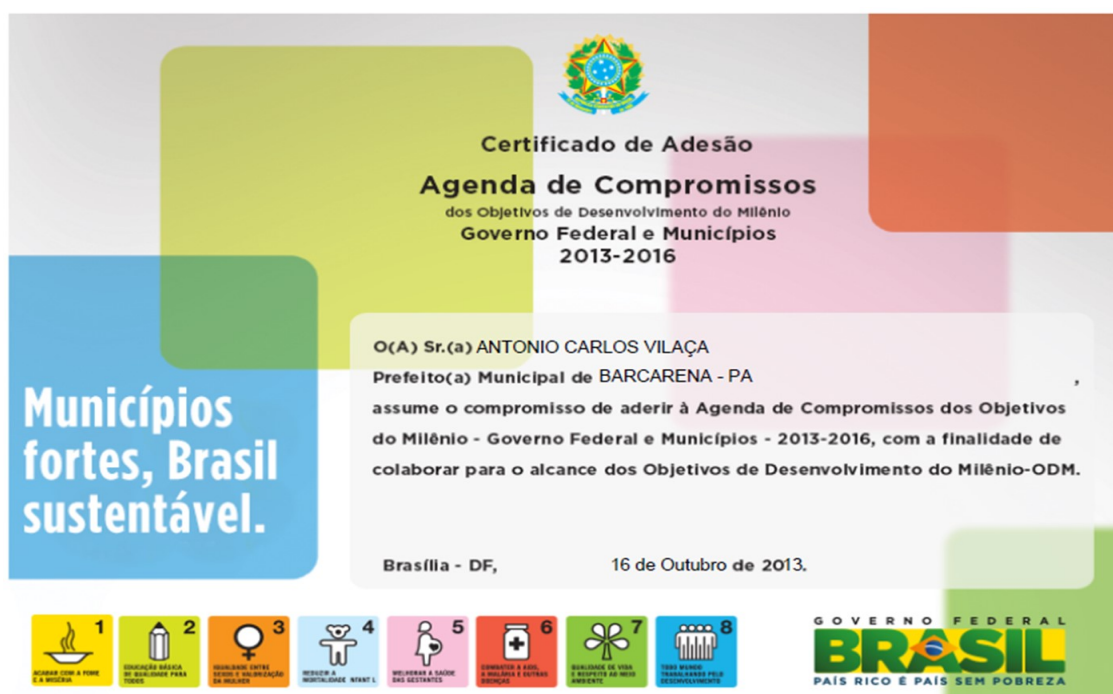 Certificado de Adesão
Agenda de Compromissos
dos Objetivos de Desenvolvimento do Milênio
Governo Federal e Municípios
2013-2016
Municípios
fortes, Brasil
sustentável.
O(A) Sr.(a) ANTONIO CARLOS VILAÇA
Prefeito(a) Municipal de BARCARENA - PA ,
assume o compromisso de aderir à Agenda de Compromissos dos Objetivos
do Milênio - Governo Federal e Municípios - 2013-2016, com a finalidade de
colaborar para o alcance dos Objetivos de Desenvolvimento do Milênio-ODM.
Brasília - DF, 16 de Outubro de 2013.
1
ACABAR COM A FOME
E A MISÉRIA
2
EDUCAÇÃO BÁSICA
DE QUALIDADE PARA
TODOS
3
IGUALDADE ENTRE
SEXOS E VALORIZAÇÃO
DA MULHER
4
REDUZIR A
MORTALIDADE INFANTIL
5
MELHORAR A SAÚDE
DAS GESTANTES
6
COMBATER A AIDS,
A MALÁRIA E OUTRAS
DOENÇAS
7
QUALIDADE DE VIDA
E RESPEITO AO MEIO
AMBIENTE
8
TODO MUNDO
TRABALHANDO PELO
DESENVOLVIMENTO
GOVERNO FEDERAL
BRASIL
PAÍS RICO É PAÍS SEM POBREZA